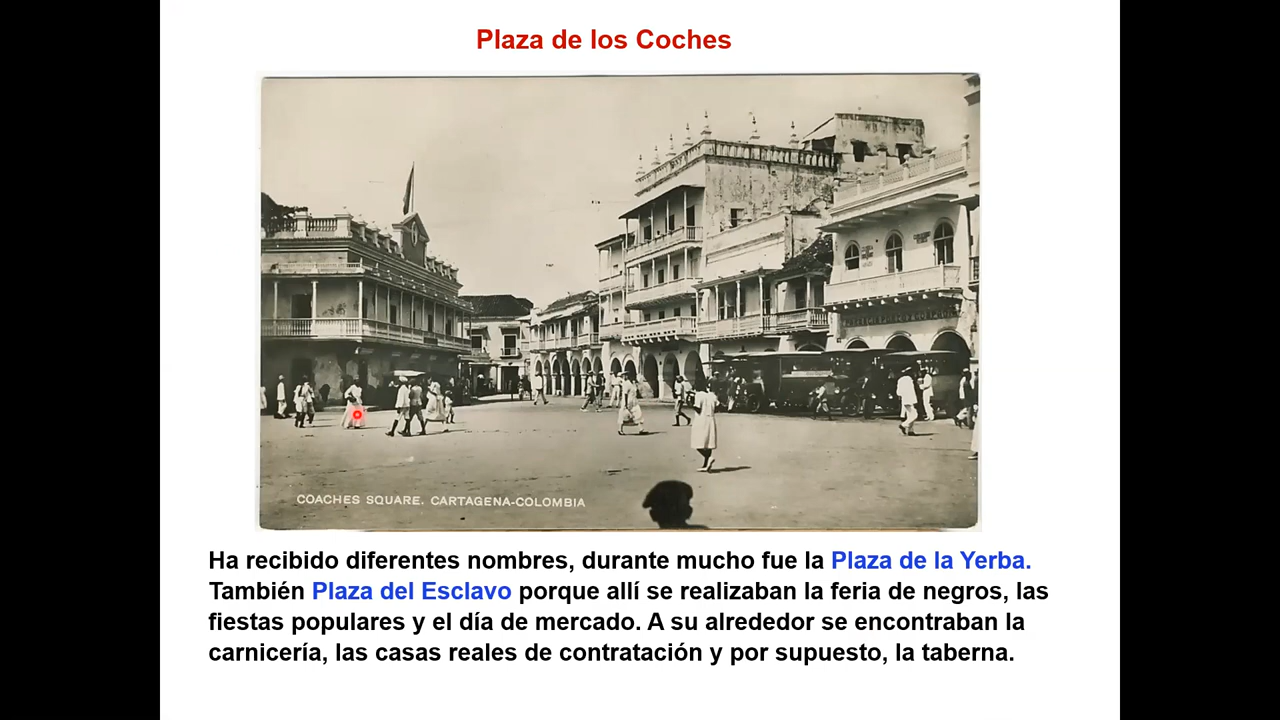 Plaza de los Coches
COACHES SQUARE. CARTAGENA-COLOMBIA
Ha recibido diferentes nombres, durante mucho fue la Plaza de la Yerba.
También Plaza del Esclavo porque allí se realizaban la feria de negros, las
fiestas populares y el día de mercado. A su alrededor se encontraban la
carnicería, las casas reales de contratación y por supuesto, la taberna.